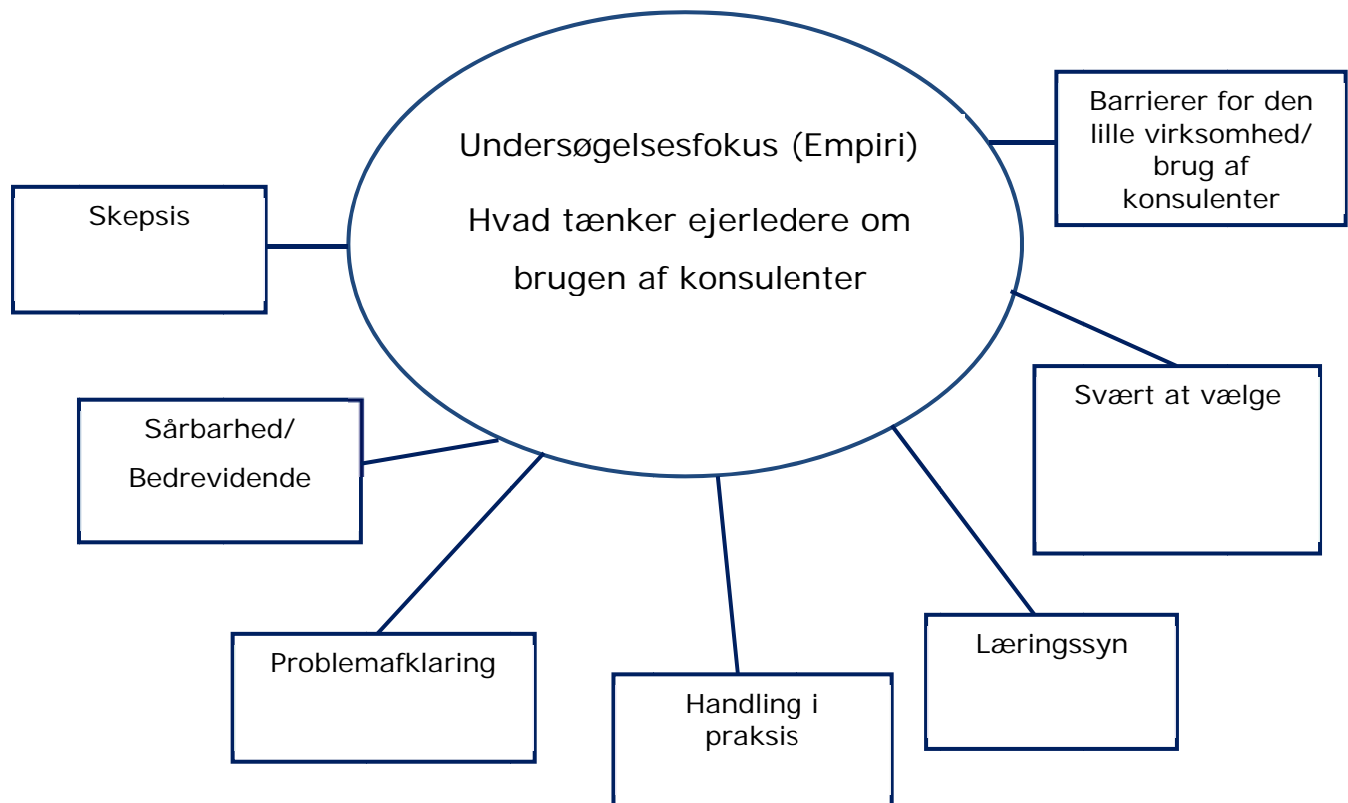 Undersøgelsesfokus (Empiri)
Hvad tænker ejerledere om
brugen af konsulenter
Barrierer for den
lille virksomhed/
brug af
konsulenter
Skepsis
Svært at vælge
Sårbarhed/
Bedrevidende
Læringssyn
Problemafklaring
Handling i
praksis